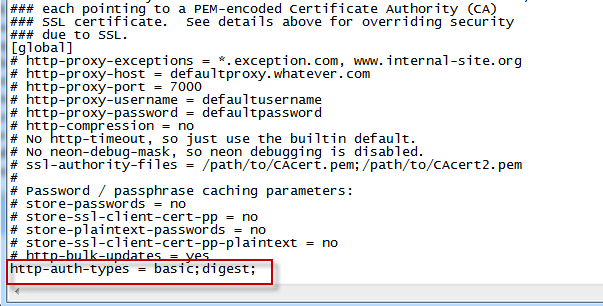 ### each pointing to a PEM-encoded Certificate Authority (CA)
### SSL certificate.  See details above for overriding security
### due to SSL.
[global]
# http-proxy-exceptions = *.exception.com, www.internal-site.org
# http-proxy-host = defaultproxy.whatever.com
# http-proxy-port = 7000
# http-proxy-username = defaultusername
# http-proxy-password = defaultpassword
# http-compression = no
# No http-timeout, so just use the builtin default.
# No neon-debug-mask, so neon debugging is disabled.
# ssl-authority-files = /path/to/CAcert.pem;/path/to/CAcert2.pem
#
# Password / passphrase caching parameters:
# store-passwords = no
# store-ssl-client-cert-pp = no
# store-plaintext-passwords = no
# store-ssl-client-cert-pp-plaintext = no
# http-bulk-updates = yes
http-auth-types = basic;digest;